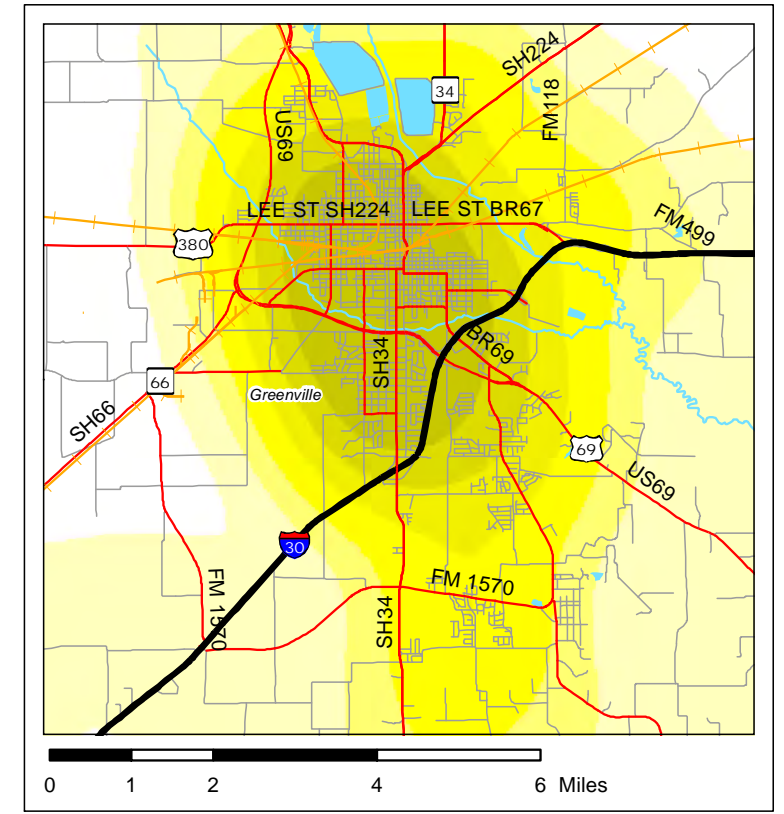 SH224
34
FM118
US69
LEE ST SH224 LEE ST BR67
FM499
380
BR69
SH34
66
Greenville
SH66
69
US69
30
FM 1570
FM 1570
SH34
0 1 2 4 6 Miles